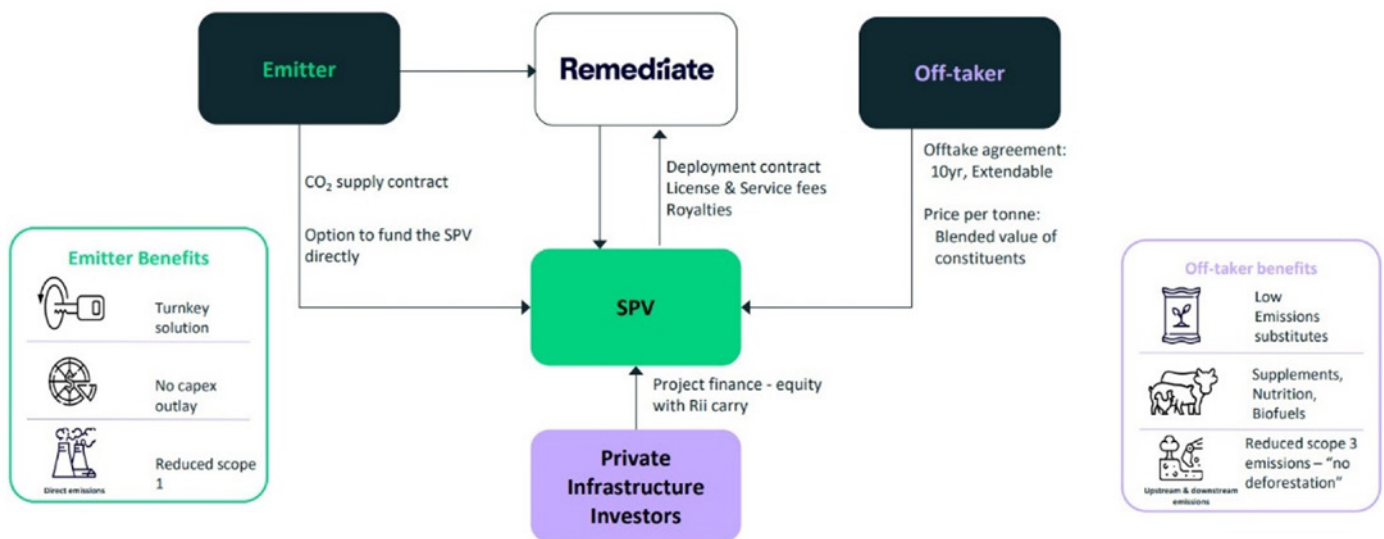 Emitter
Remediiate
Off-taker
CO₂ supply contract
Option to fund the SPV
directly
Deployment contract
License & Service fees
Royalties
Offtake agreement:
10yr, Extendable
Price per tonne:
Blended value of
constituents
Emitter Benefits
Turnkey
solution
No capex
outlay
Reduced scope
1
Direct emissions
SPV
Project finance - equity
with Rii carry
Private
Infrastructure
Investors
Off-taker benefits
Low
Emissions
substitutes
Supplements,
Nutrition,
Biofuels
Reduced scope 3
emissions – "no
deforestation"
Upstream & downstream
emissions